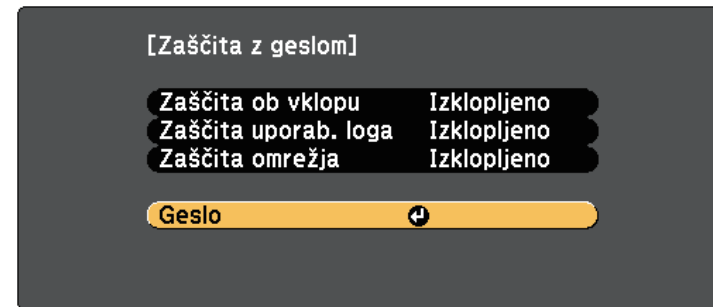 [Zaščita z geslom]
Zaščita ob vklopu Izklopljeno
Zaščita uporab. loga Izklopljeno
Zaščita omrežja Izklopljeno
Geslo